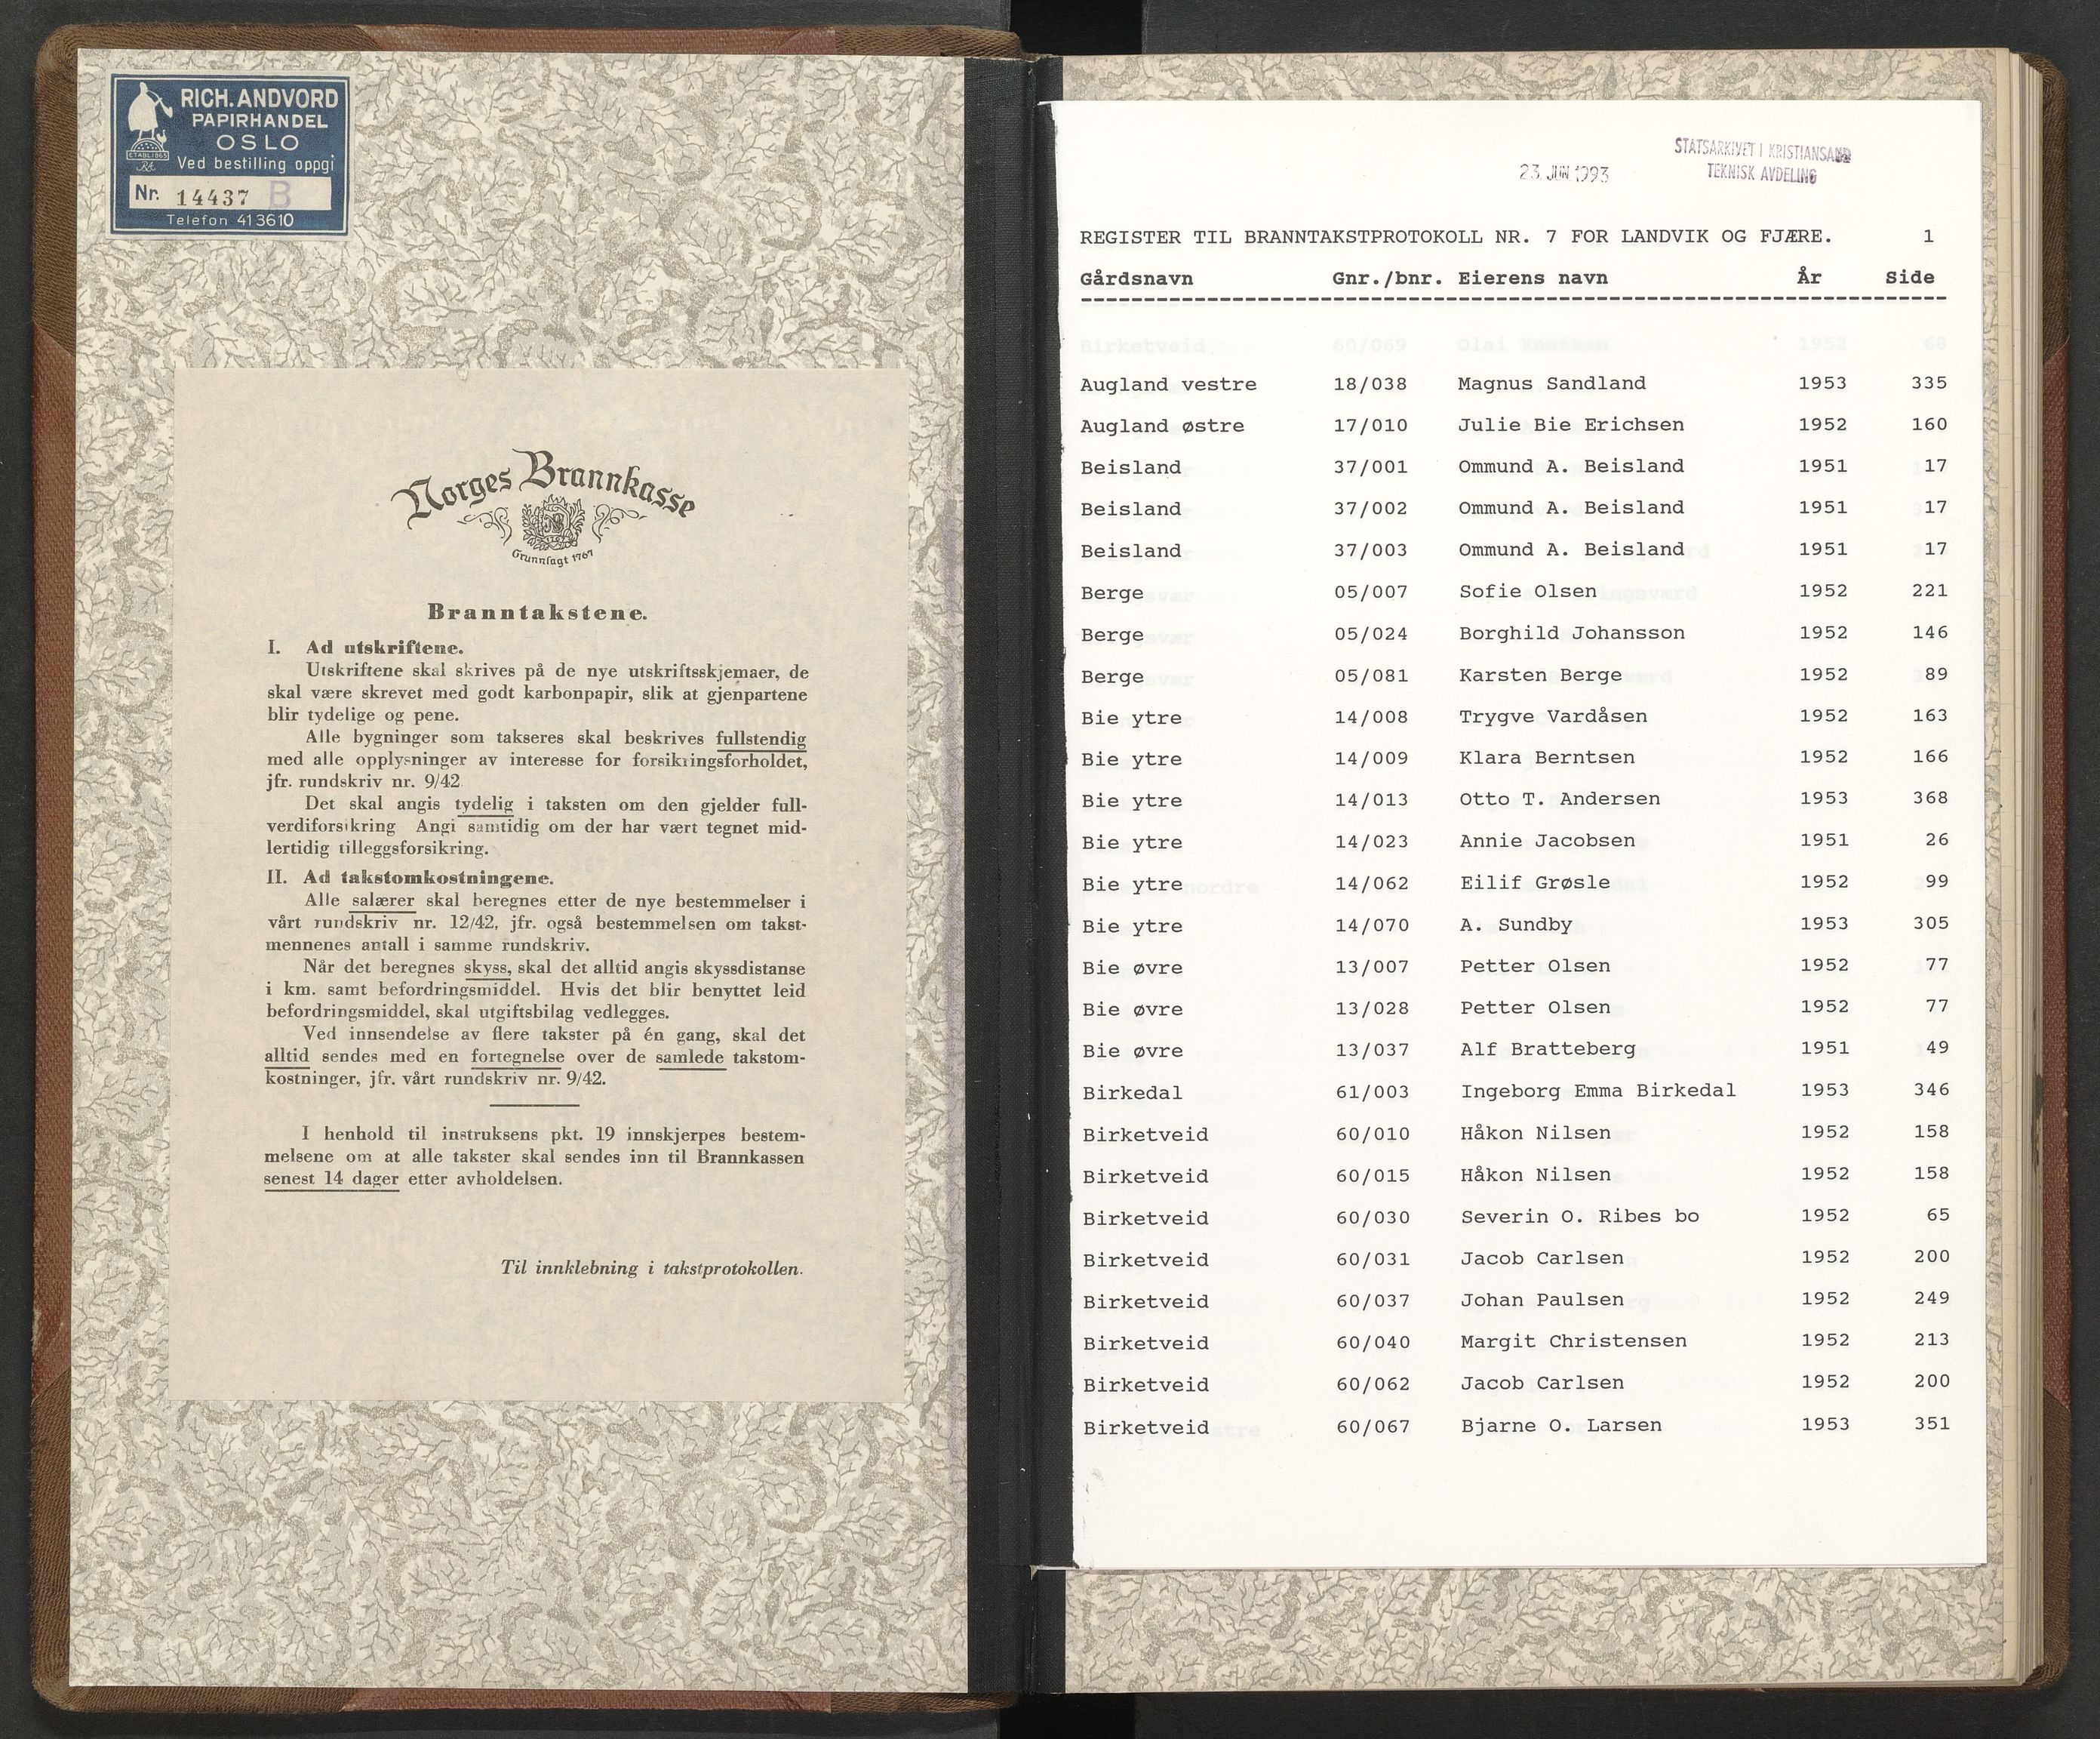 RICH. ANDVORD
PAPIRHANDEL
OSLO
ETABL. 1865
Ved bestilling oppgi
Nr. 14437 B
Telefon 413610
Norges Brannkasse
Grunnlagt 1767
Branntakstene.
I. Ad utskriftene.
Utskriftene skal skrives på de nye utskriftsskjemaer, de
skal være skrevet med godt karbonpapir, slik at gjenpartene
blir tydelige og pene.
Alle bygninger som takseres skal beskrives fullstendig
med alle opplysninger av interesse for forsikringsforholdet,
jfr. rundskriv nr. 9/42
Det skal angis tydelig i taksten om den gjelder full-
verdiforsikring Angi samtidig om der har vært tegnet mid-
lertidig tilleggsforsikring.
II. Ad takstomkostningene.
Alle salærer skal beregnes etter de nye bestemmelser i
vårt rundskriv nr. 12/42, jfr. også bestemmelsen om takst-
mennenes antall i samme rundskriv.
Når det beregnes skyss, skal det alltid angis skyssdistanse
i km. samt befordringsmiddel. Hvis det blir benyttet leid
befordringsmiddel, skal utgiftsbilag vedlegges.
Ved innsendelse av flere takster på én gang, skal det
alltid sendes med en fortegnelse over de samlede takstom-
kostninger, jfr. vårt rundskriv nr. 9/42.
I henhold til instruksens pkt. 19 innskjerpes bestem-
melsene om at alle takster skal sendes inn til Brannkassen
senest 14 dager etter avholdelsen.
Til innklebning i takstprotokollen.
23. JUN 1993
STATSARKIVET I KRISTIANSAND
TEKNISK AVDELING
REGISTER TIL BRANNTAKSTPROTOKOLL NR. 7 FOR LANDVIK OG FJÆRE. 1
Gårdsnavn Gnr./bnr. Eierens navn År Side
Birketveid 60/069 Olai Knutsen 1952 68
Augland vestre 18/038 Magnus Sandland 1953 335
Augland østre 17/010 Julie Bie Erichsen 1952 160
Beisland 37/001 Ommund A. Beisland 1951 17
Beisland 37/002 Ommund A. Beisland 1951 17
Beisland 37/003 Ommund A. Beisland 1951 17
Berge 05/007 Sofie Olsen 1952 221
Berge 05/024 Borghild Johansson 1952 146
Berge 05/081 Karsten Berge 1952 89
Bie ytre 14/008 Trygve Vardåsen 1952 163
Bie ytre 14/009 Klara Berntsen 1952 166
Bie ytre 14/013 Otto T. Andersen 1953 368
Bie ytre 14/023 Annie Jacobsen 1951 26
Bie ytre 14/062 Eilif Grøsle 1952 99
Bie ytre 14/070 A. Sundby 1953 305
Bie øvre 13/007 Petter Olsen 1952 77
Bie øvre 13/028 Petter Olsen 1952 77
Bie øvre 13/037 Alf Bratteberg 1951 49
Birkedal 61/003 Ingeborg Emma Birkedal 1953 346
Birketveid 60/010 Håkon Nilsen 1952 158
Birketveid 60/015 Håkon Nilsen 1952 158
Birketveid 60/030 Severin O. Ribes bo 1952 65
Birketveid 60/031 Jacob Carlsen 1952 200
Birketveid 60/037 Johan Paulsen 1952 249
Birketveid 60/040 Margit Christensen 1952 213
Birketveid 60/062 Jacob Carlsen 1952 200
Birketveid 60/067 Bjarne O. Larsen 1953 351